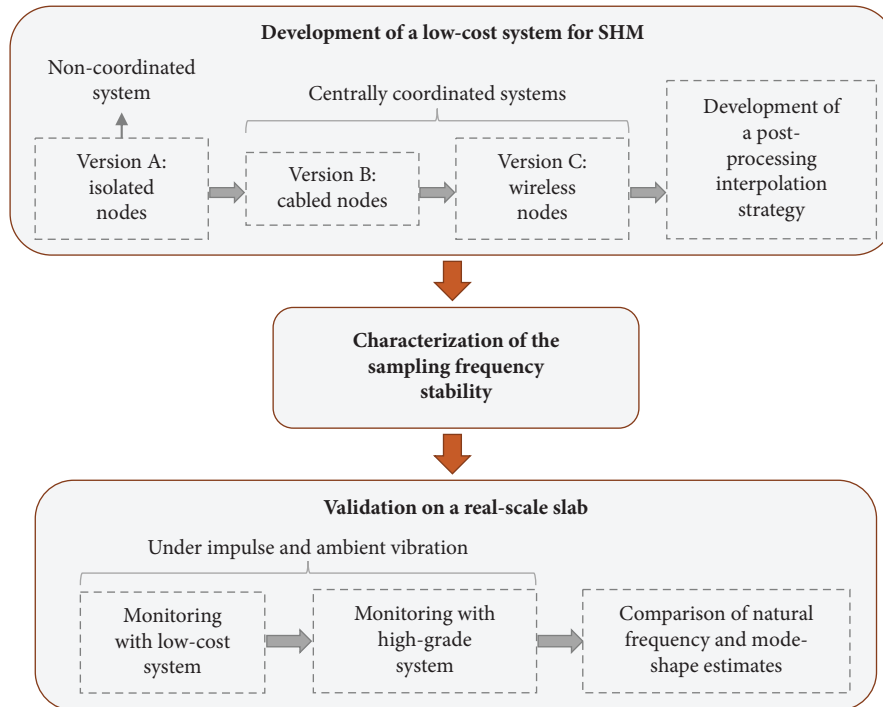 Development of a low-cost system for SHM
Non-coordinated
system
Centrally coordinated systems
Version A:
isolated
nodes
Version B:
cabled nodes
Version C:
wireless
nodes
Development of
a post-
processing
interpolation
strategy
Characterization of the
sampling frequency
stability
Validation on a real-scale slab
Under impulse and ambient vibration
Monitoring
with low-cost
system
Monitoring with
high-grade
system
Comparison of natural
frequency and mode-
shape estimates